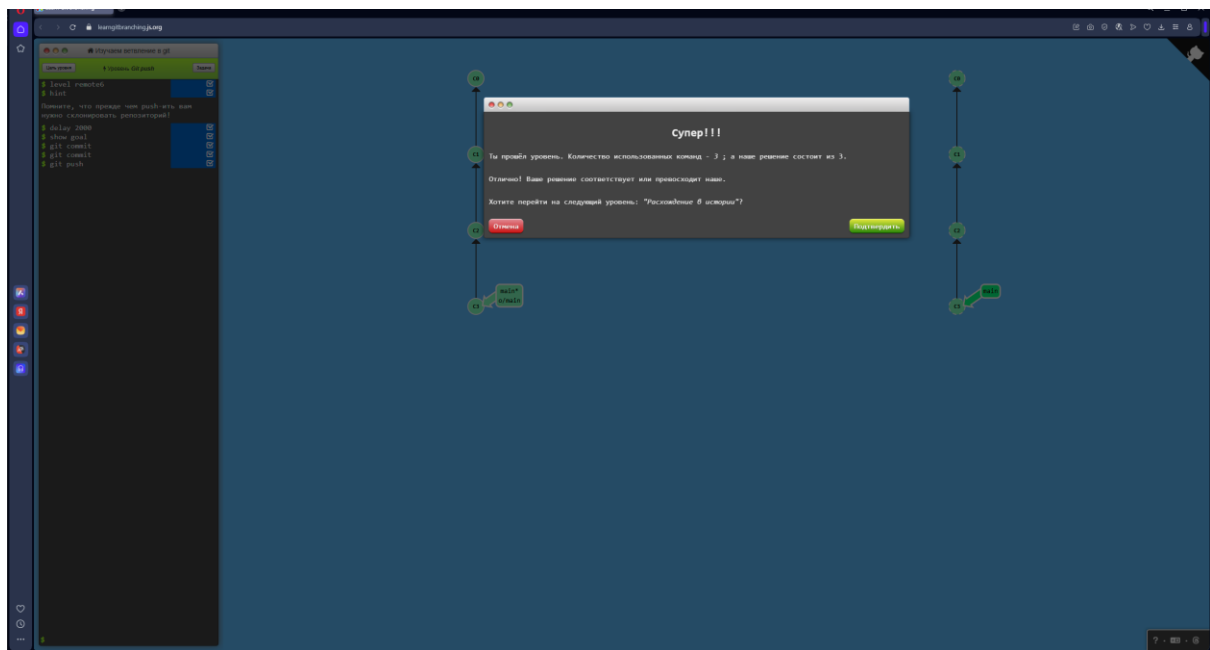 learngitbranching.js.org
Изучаем ветвление в git
Цель уровня
Уровень Git push
Задача
$ level remote6
$ hint
Помните, что прежде чем push-ить вам
нужно склонировать репозиторий!
$ delay 2000
$ show goal
$ git commit
$ git commit
$ git push
$
C0
C1
C2
C3
main*
o/main
Супер!!!
Ты прошёл уровень. Количество использованных команд - 3 ; а наше решение состоит из 3.
Отлично! Ваше решение соответствует или превосходит наше.
Хотите перейти на следующий уровень: "Расхождение в истории"?
Отмена
Подтвердить
C0
C1
C2
C3
main